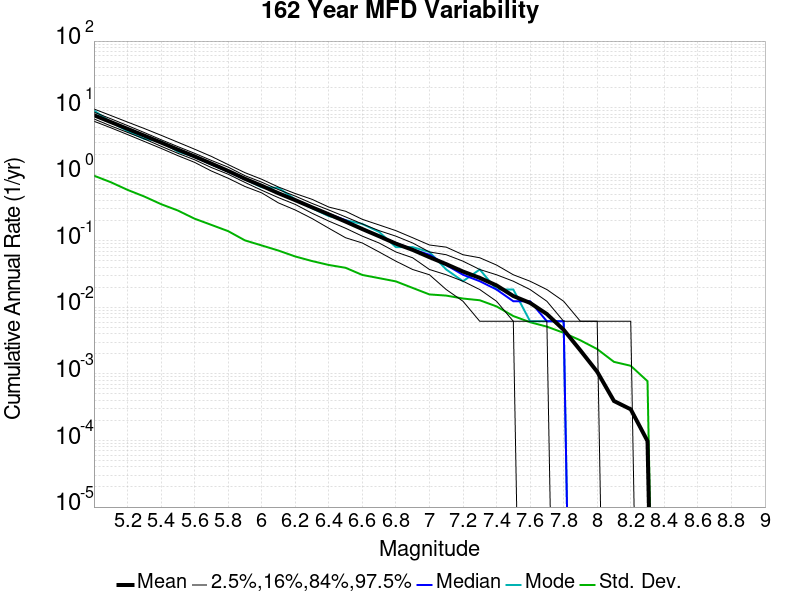 162 Year MFD Variability
Cumulative Annual Rate (1/yr)
10^2
10^1
10^0
10^-1
10^-2
10^-3
10^-4
10^-5
5.2 5.4 5.6 5.8 6 6.2 6.4 6.6 6.8 7 7.2 7.4 7.6 7.8 8 8.2 8.4 8.6 8.8 9
Magnitude
Mean 2.5%,16%,84%,97.5% Median Mode Std. Dev.